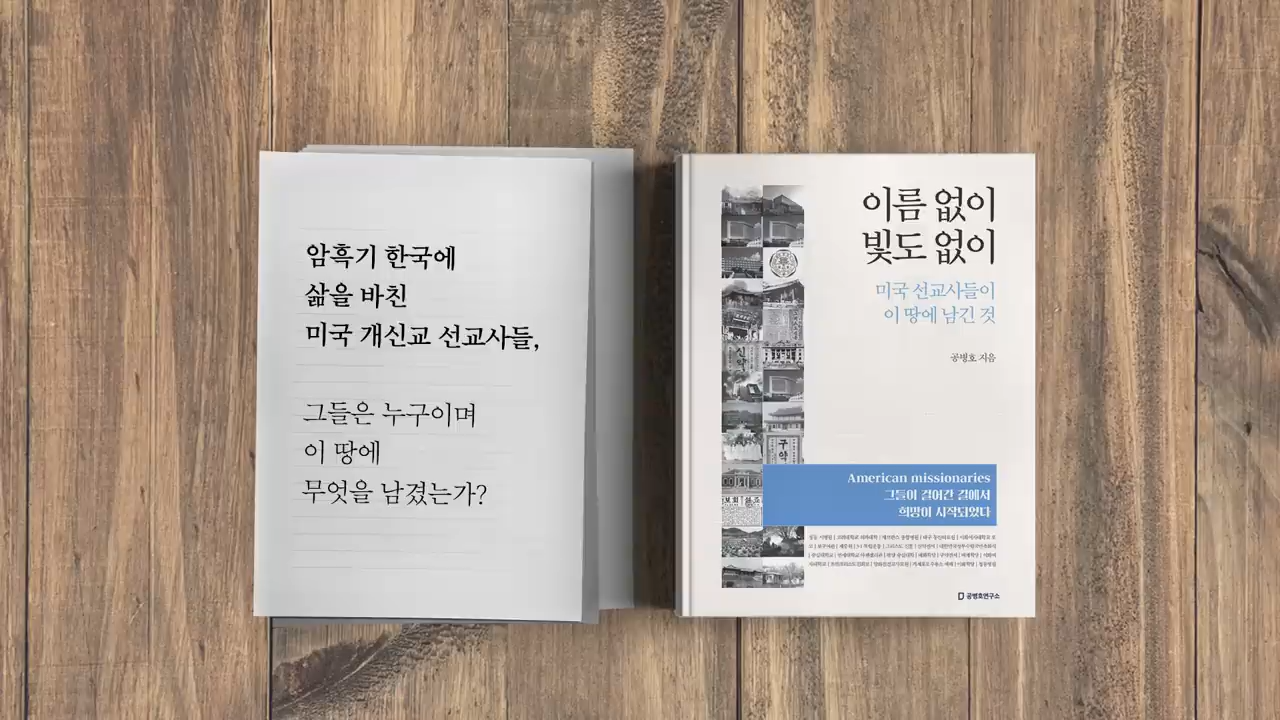 암흑기 한국에
삶을 바친
미국 개신교 선교사들,
그들은 누구이며
이 땅에
무엇을 남겼는가?
이름 없이
빛도 없이
미국 선교사들이
이 땅에 남긴 것
공병호 지음
신약
구약
American missionaries
그들이 걸어간 길에서
희망이 시작되었다
공병호연구소